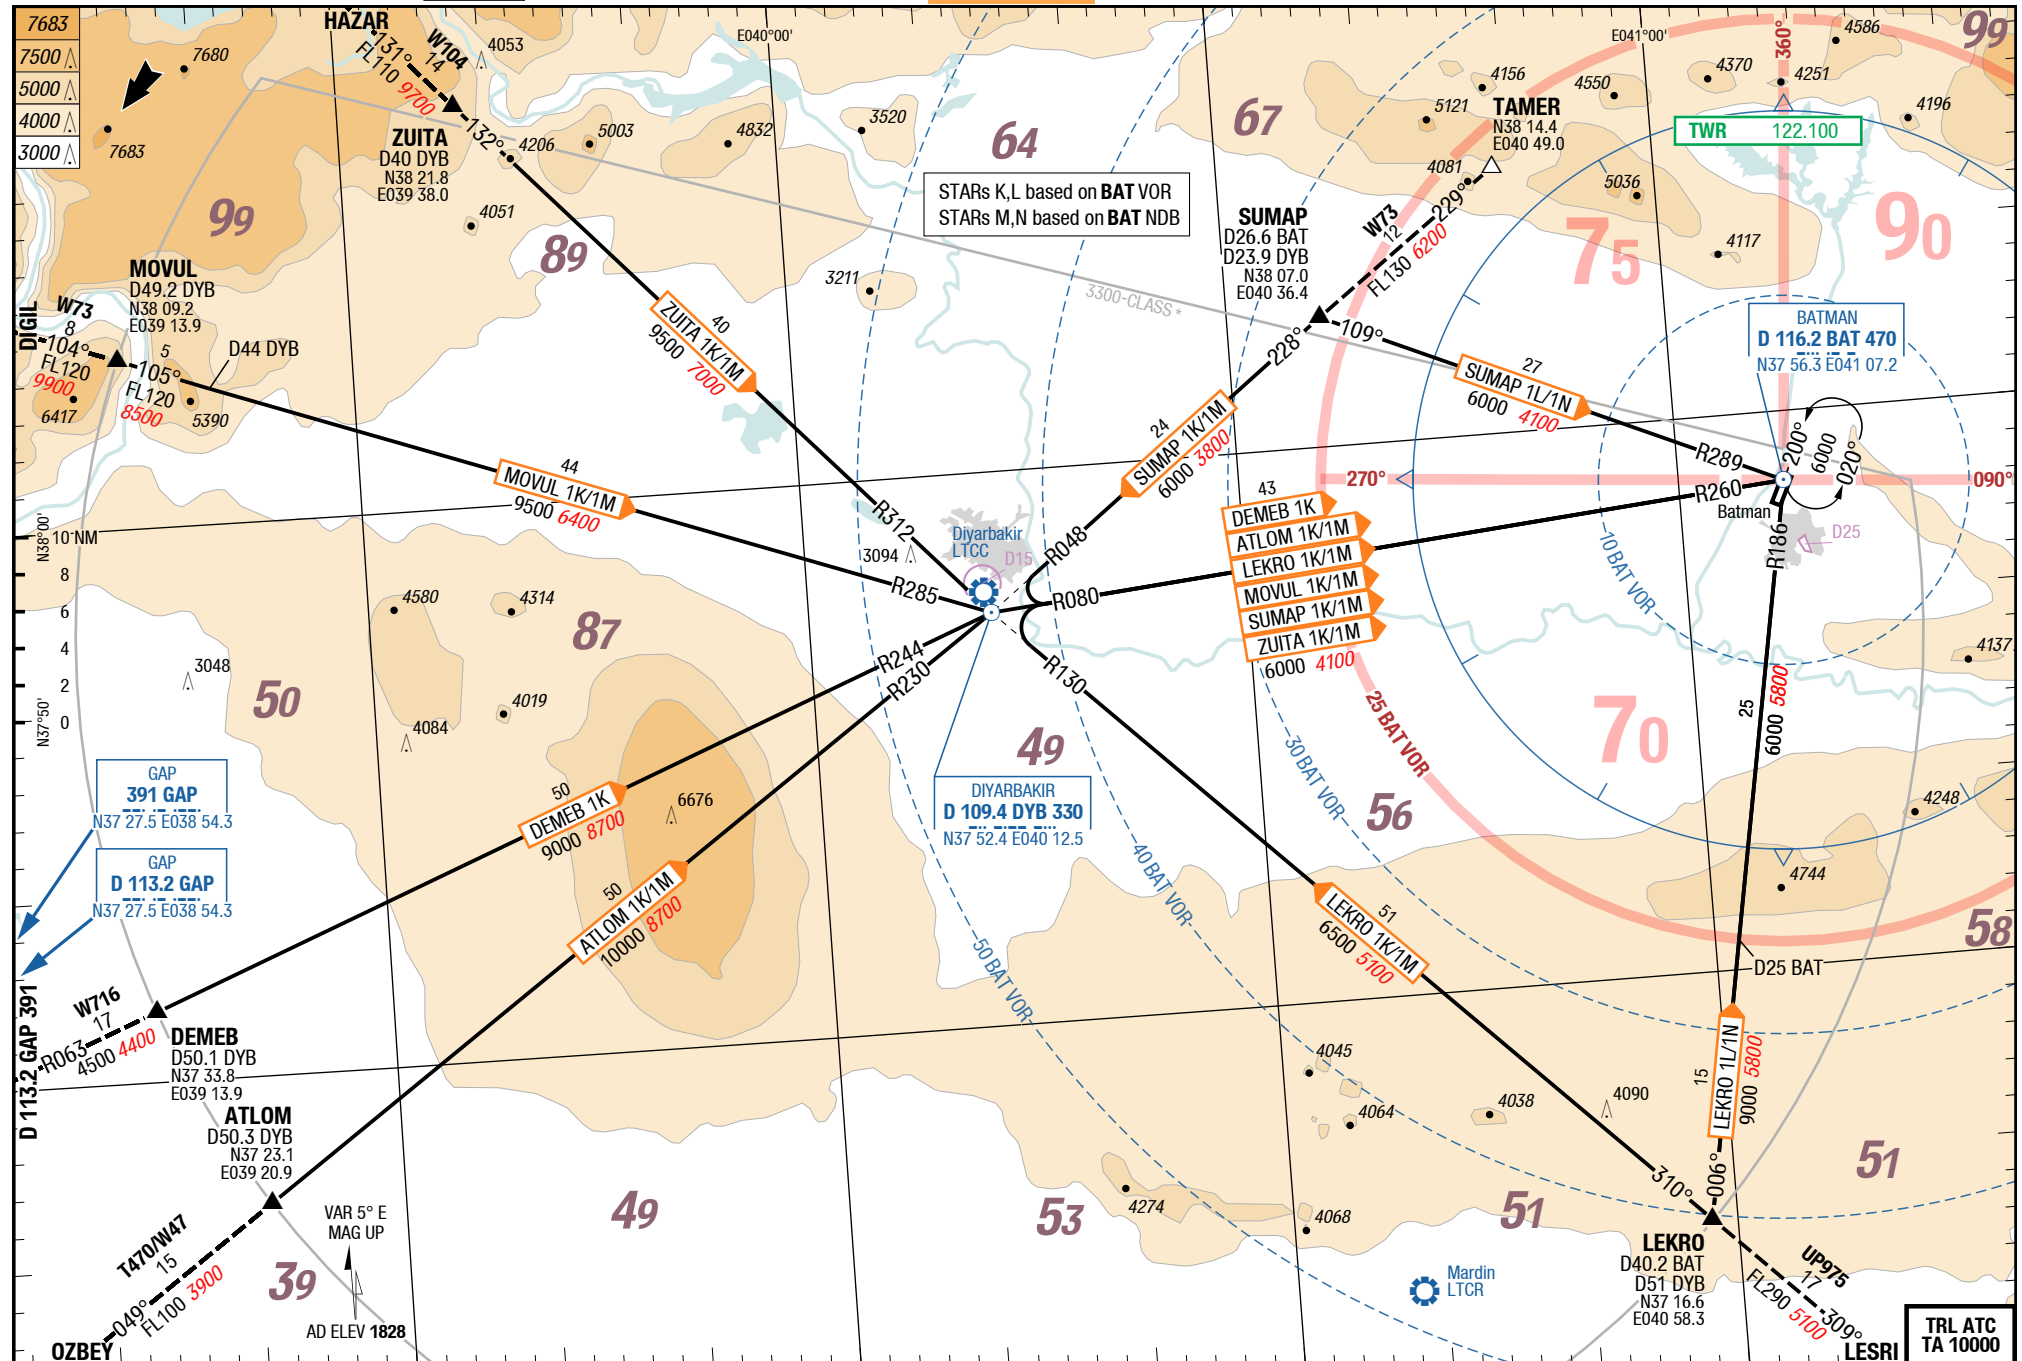 7683
7500
5000
4000
3000
7680
7683
HAZAR
131°
W104
14
FL110 9700
4053
ZUITA
D40 DYB
N38 21.8
E039 38.0
132°
4206
5003
4832
3520
4051
E040°00'
E041°00'
99
89
64
67
99
STARs K,L based on BAT VOR
STARs M,N based on BAT NDB
4156
5121
4550
4370
4586
4251
4196
4081
5036
4117
360°
TAMER
N38 14.4
E040 49.0
TWR 122.100
75
90
SUMAP
D26.6 BAT
D23.9 DYB
N38 07.0
E040 36.4
W73
12
229°
FL130 6200
3211
3300-CLASS *
MOVUL
D49.2 DYB
N38 09.2
E039 13.9
DIGIL
W73
8
104°
FL120
9900
6417
5
105°
FL120
8500
5390
D44 DYB
40
ZUITA 1K/1M
9500 7000
228°
109°
27
SUMAP 1L/1N
6000 4100
R289
BATMAN
D 116.2 BAT 470
N37 56.3 E041 07.2
24
SUMAP 1K/1M
6000 3800
44
MOVUL 1K/1M
9500 6400
R312
R285
R048
R080
R130
R244
R230
Diyarbakir
LTCC
D15
3094
43
DEMEB 1K
ATLOM 1K/1M
LEKRO 1K/1M
MOVUL 1K/1M
SUMAP 1K/1M
ZUITA 1K/1M
6000 4100
270°
090°
R260
200°
6000
020°
Batman
D25
R186
10 BAT VOR
25 BAT VOR
30 BAT VOR
40 BAT VOR
50 BAT VOR
N38°00'
10 NM
8
6
4
2
0
N37°50'
4580
4314
3048
4084
4019
87
50
49
56
70
4137
4248
4744
25
6000 5800
GAP
391 GAP
N37 27.5 E038 54.3
GAP
D 113.2 GAP
N37 27.5 E038 54.3
DIYARBAKIR
D 109.4 DYB 330
N37 52.4 E040 12.5
50
DEMEB 1K
9000 8700
6676
50
ATLOM 1K/1M
10000 8700
51
LEKRO 1K/1M
6500 5100
58
D25 BAT
D 113.2 GAP 391
W716
17
R063
4500 4400
DEMEB
D50.1 DYB
N37 33.8
E039 13.9
ATLOM
D50.3 DYB
N37 23.1
E039 20.9
4045
4064
4038
4090
4274
4068
15
LEKRO 1L/1N
9000 5800
006°
310°
VAR 5° E
MAG UP
AD ELEV 1828
T470/W47
15
049°
FL100 3900
OZBEY
39
49
53
51
51
Mardin
LTCR
LEKRO
D40.2 BAT
D51 DYB
N37 16.6
E040 58.3
UP975
17
FL290 5100
309°
LESRI
TRL ATC
TA 10000